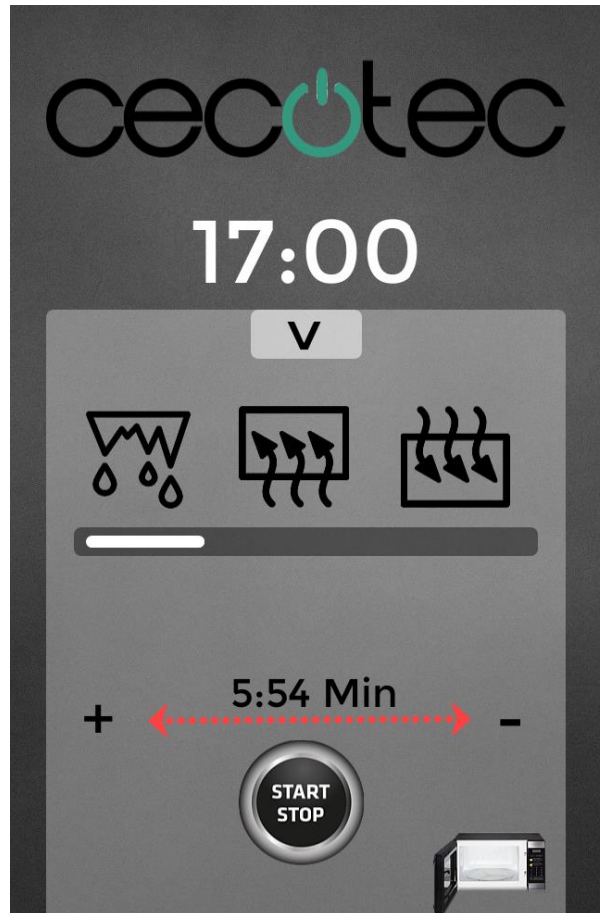 cecotec
17:00
V
5:54 Min
+
-
START
STOP